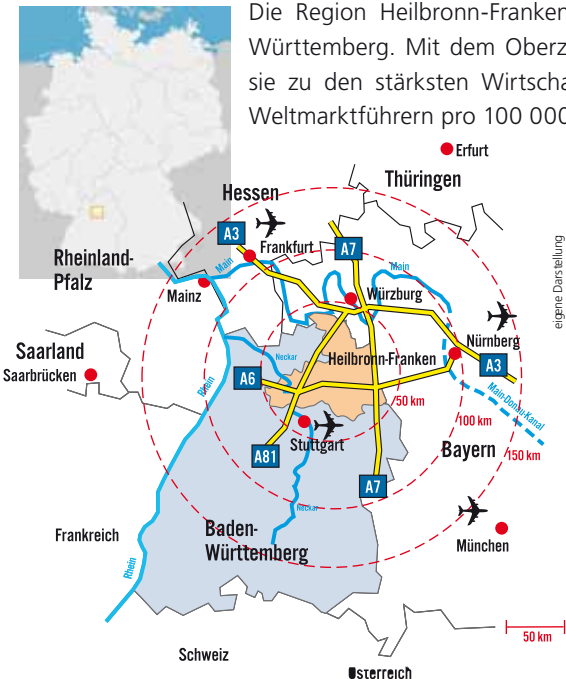 Die Region Heilbronn-Franken
Württemberg. Mit dem Oberz
sie zu den stärksten Wirtscha
Weltmarktführern pro 100 000
Erfurt
Thüringen
Hessen
A3
Frankfurt
A7
Main
Main
Rheinland-
Pfalz
Mainz
Würzburg
eigene Darstellung
Nürnberg
Saarland
Saarbrücken
Neckar
Heilbronn-Franken
A3
Rhein
A6
50 km
Main-Donau-Kanal
100 km
Stuttgart
A81
Bayern
150 km
A7
Neckar
Frankreich
Baden-
Württemberg
München
Rhein
50 km
Schweiz
Österreich